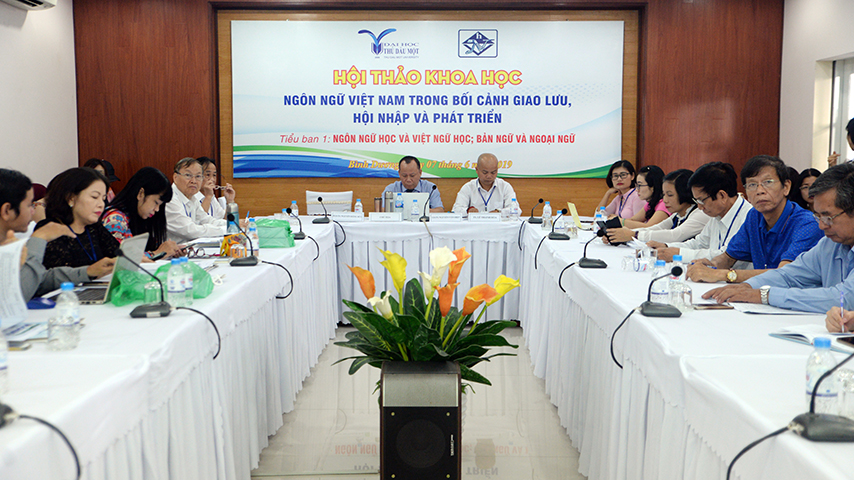 ĐẠI HỌC
THỦ DẦU MỘT
HỘI THẢO KHOA HỌC
NGÔN NGỮ VIỆT NAM TRONG BỐI CẢNH GIAO LƯU,
HỘI NHẬP VÀ PHÁT TRIỂN
Tiểu ban 1: NGÔN NGỮ HỌC VÀ VIỆT NGỮ HỌC; BẢN NGỮ VÀ NGOẠI NGỮ
Bình Dương, 07 tháng 6 2019